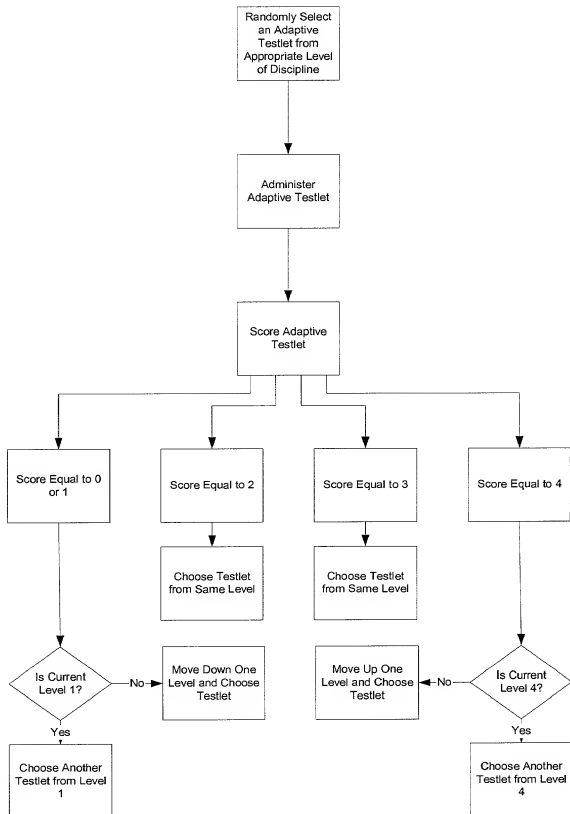 Randomly Select
an Adaptive
Testlet from
Appropriate Level
of Discipline
Administer
Adaptive Testlet
Score Adaptive
Testlet
Score Equal to 0
or 1
Score Equal to 2
Score Equal to 3
Score Equal to 4
Choose Testlet
from Same Level
Choose Testlet
from Same Level
Is Current
Level 1?
No
Move Down One
Level and Choose
Testlet
Move Up One
Level and Choose
Testlet
No
Is Current
Level 4?
Yes
Yes
Choose Another
Testlet from Level
1
Choose Another
Testlet from Level
4